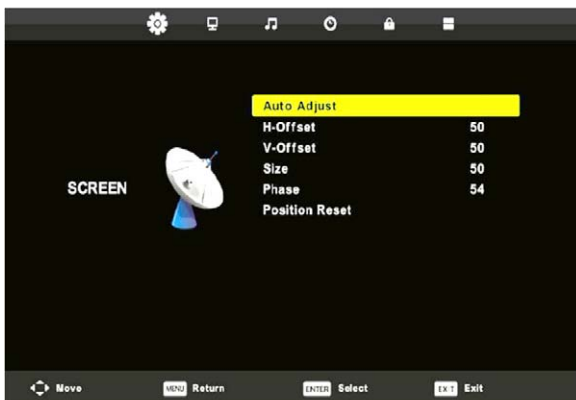 Auto Adjust
H-Offset 50
V-Offset 50
Size 50
SCREEN
Phase 54
Position Reset
Move MENU Return ENTER Select EXIT Exit